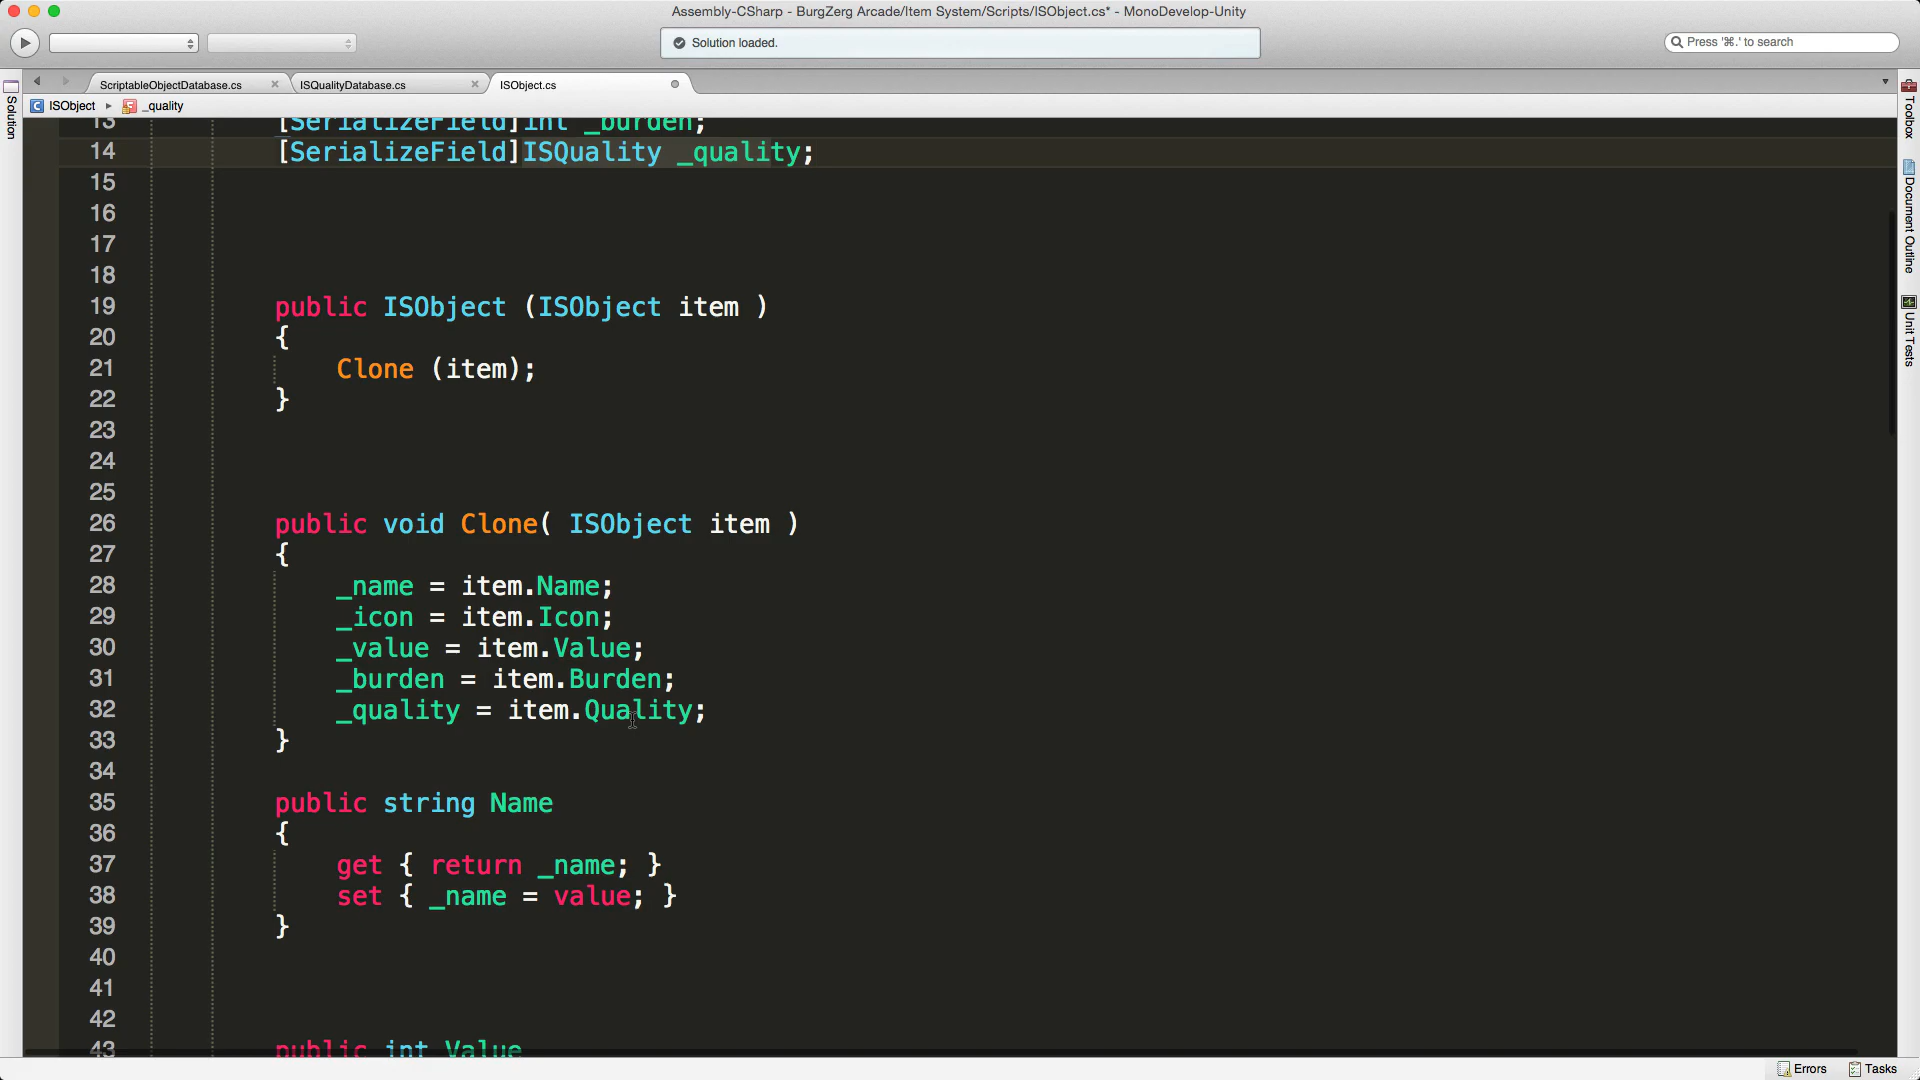 Assembly-CSharp - BurgZerg Arcade/Item System/Scripts/ISObject.cs* - MonoDevelop-Unity
Solution loaded.
Press '⌘.' to search
ScriptableObjectDatabase.cs
ISQualityDatabase.cs
ISObject.cs
ISObject ▸ _quality
Solution
Toolbox
Document Outline
Unit Tests
13 [SerializeField]int _burden;
14 [SerializeField]ISQuality _quality;
15
16
17
18
19 public ISObject (ISObject item )
20 {
21 Clone (item);
22 }
23
24
25
26 public void Clone( ISObject item )
27 {
28 _name = item.Name;
29 _icon = item.Icon;
30 _value = item.Value;
31 _burden = item.Burden;
32 _quality = item.Quality;
33 }
34
35 public string Name
36 {
37 get { return _name; }
38 set { _name = value; }
39 }
40
41
42
43 public int Value
Errors
Tasks